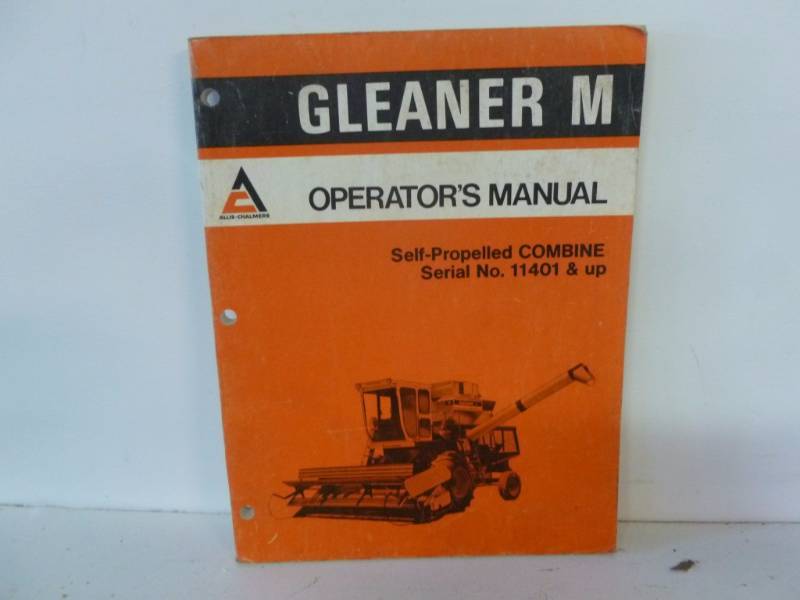 GLEANER M
ALLIS-CHALMERS
OPERATOR'S MANUAL
Self-Propelled COMBINE
Serial No. 11401 & up